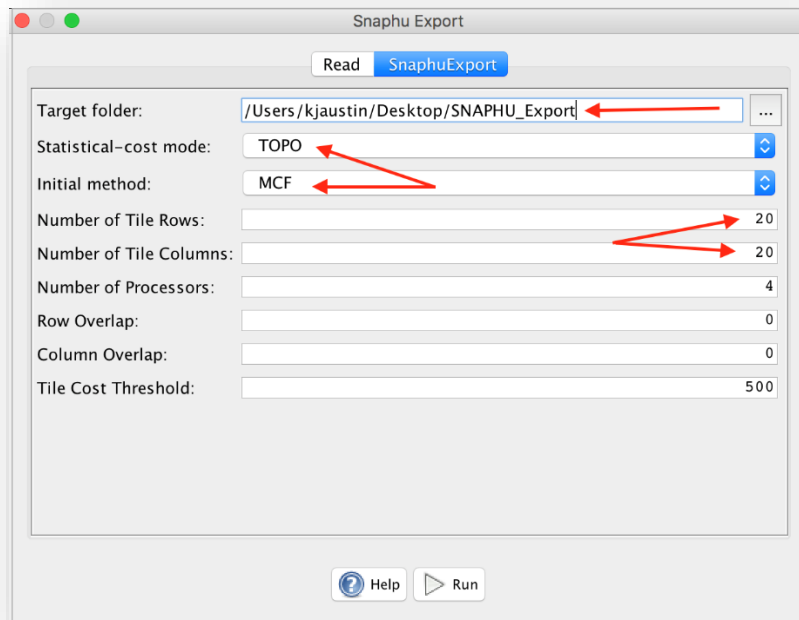 Snaphu Export
Read SnaphuExport
Target folder: /Users/kjaustin/Desktop/SNAPHU_Export ...
Statistical-cost mode: TOPO
Initial method: MCF
Number of Tile Rows: 20
Number of Tile Columns: 20
Number of Processors: 4
Row Overlap: 0
Column Overlap: 0
Tile Cost Threshold: 500
? Help Run